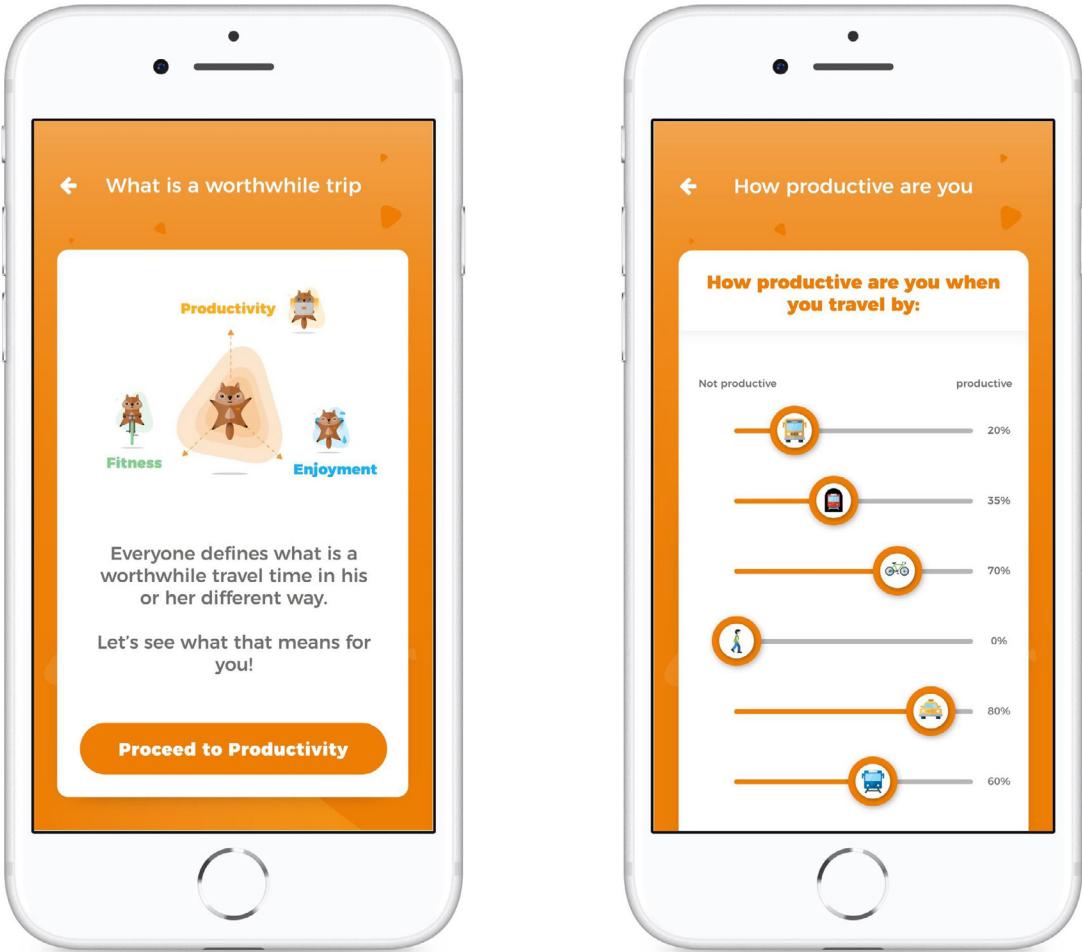 What is a worthwhile trip
Productivity
Fitness
Enjoyment
Everyone defines what is a
worthwhile travel time in his
or her different way.
Let's see what that means for
you!
Proceed to Productivity
How productive are you
How productive are you when
you travel by:
Not productive productive
20%
35%
70%
0%
80%
60%